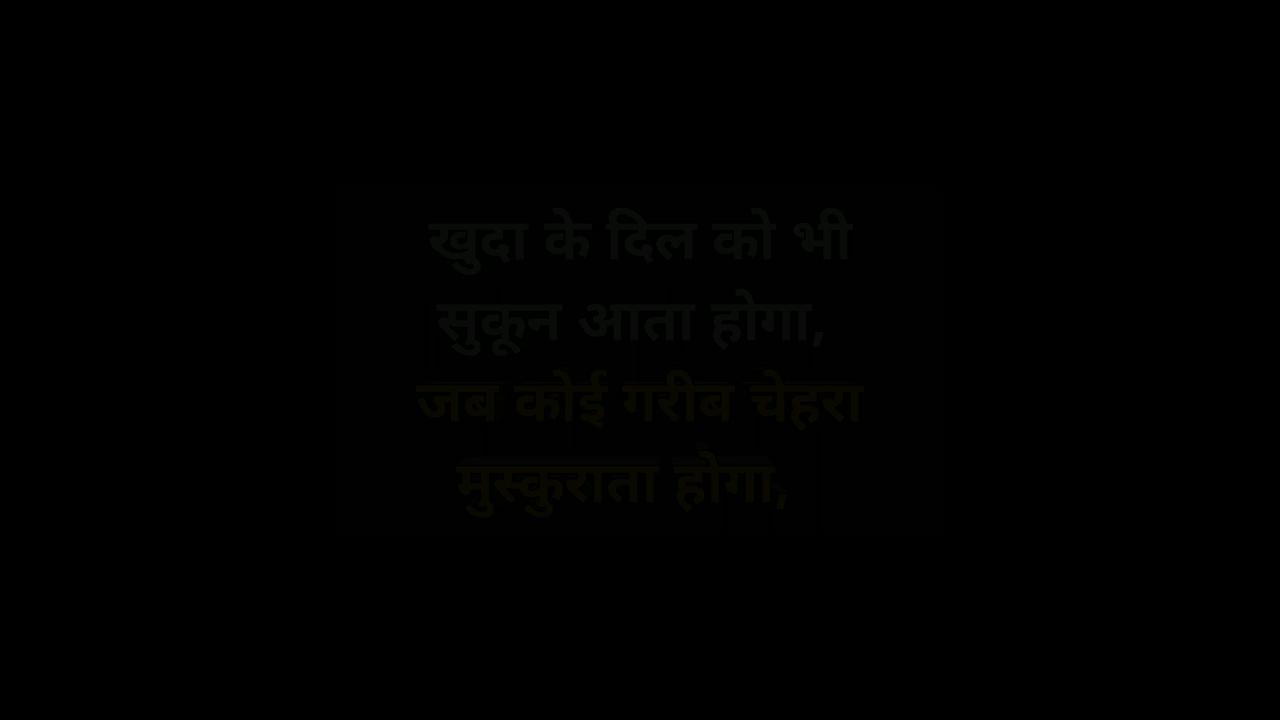 खुदा के दिल को भी
सुकून आता होगा,
जब कोई गरीब चेहरा
मुस्कुराता होगा,